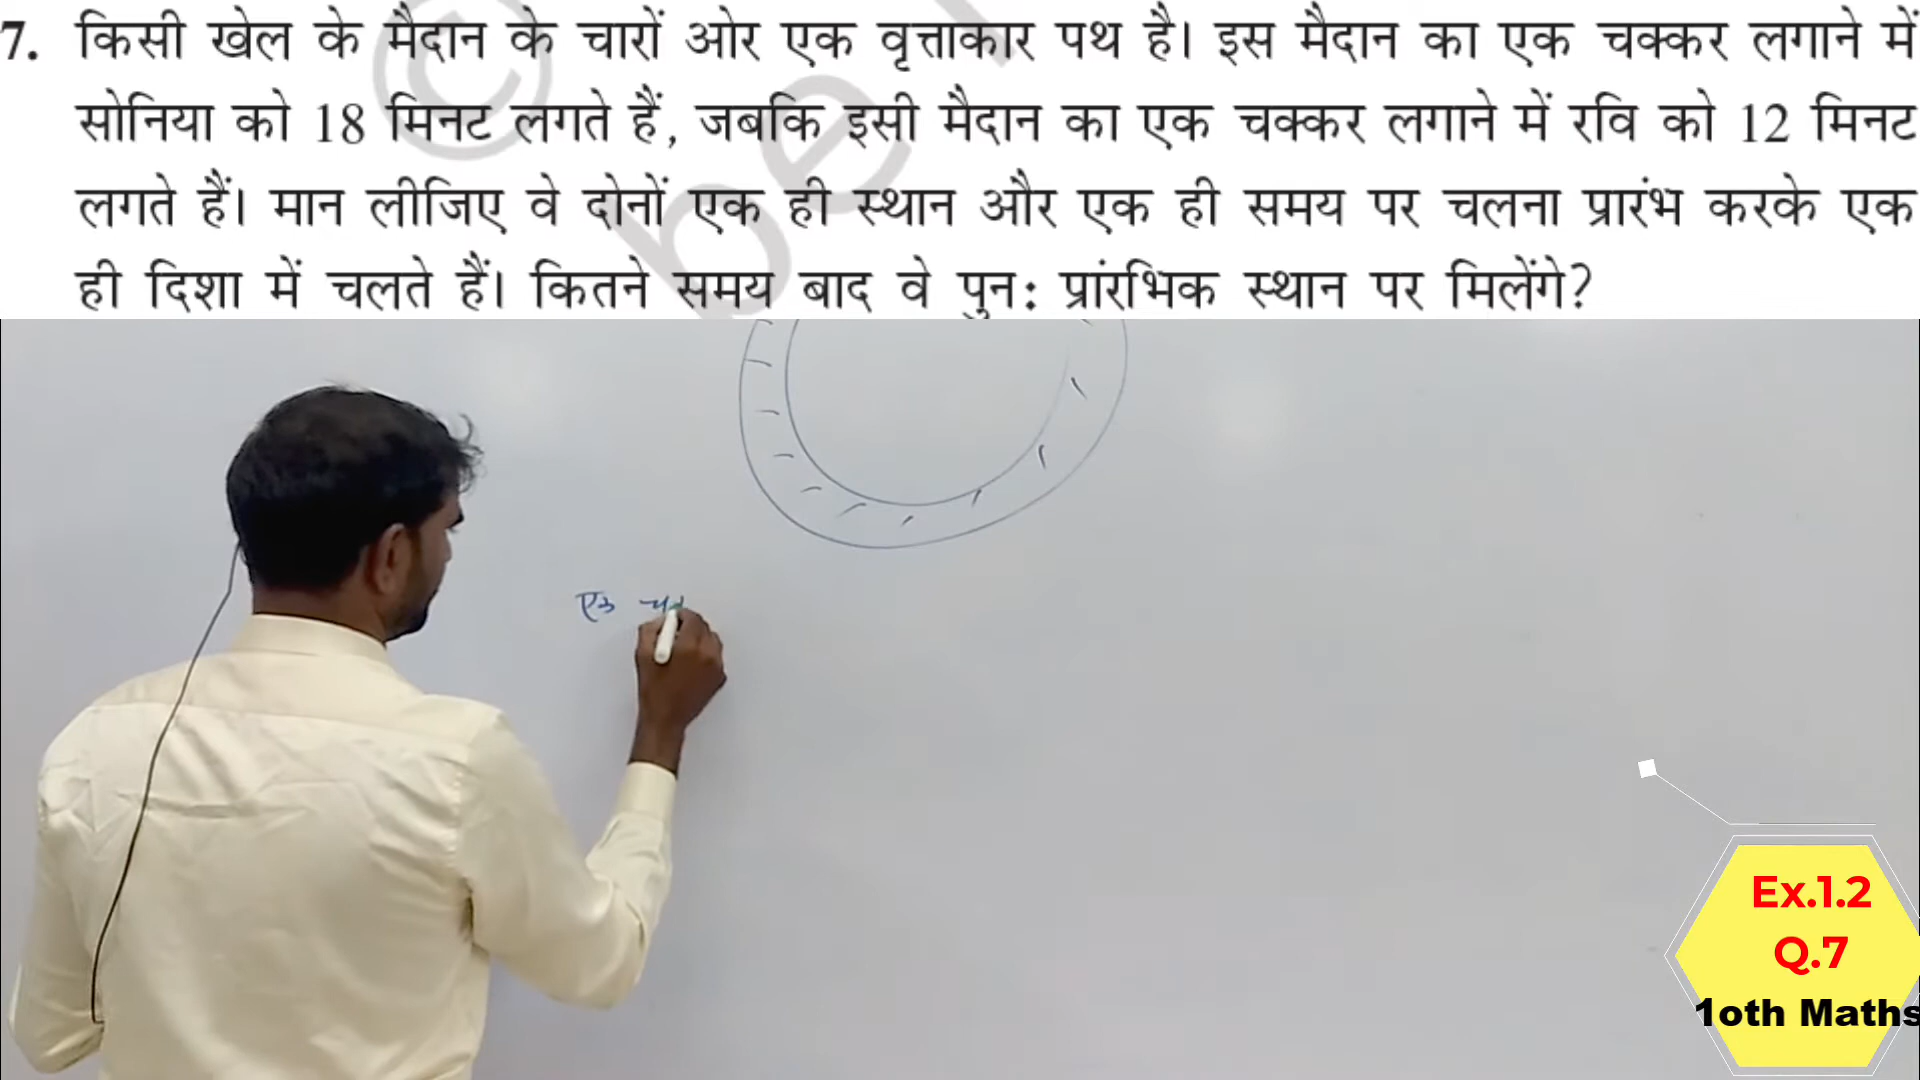 7. किसी खेल के मैदान के चारों ओर एक वृत्ताकार पथ है। इस मैदान का एक चक्कर लगाने में
सोनिया को 18 मिनट लगते हैं, जबकि इसी मैदान का एक चक्कर लगाने में रवि को 12 मिनट
लगते हैं। मान लीजिए वे दोनों एक ही स्थान और एक ही समय पर चलना प्रारंभ करके एक
ही दिशा में चलते हैं। कितने समय बाद वे पुन: प्रारंभिक स्थान पर मिलेंगे?
एक
Ex.1.2
Q.7
1oth Maths